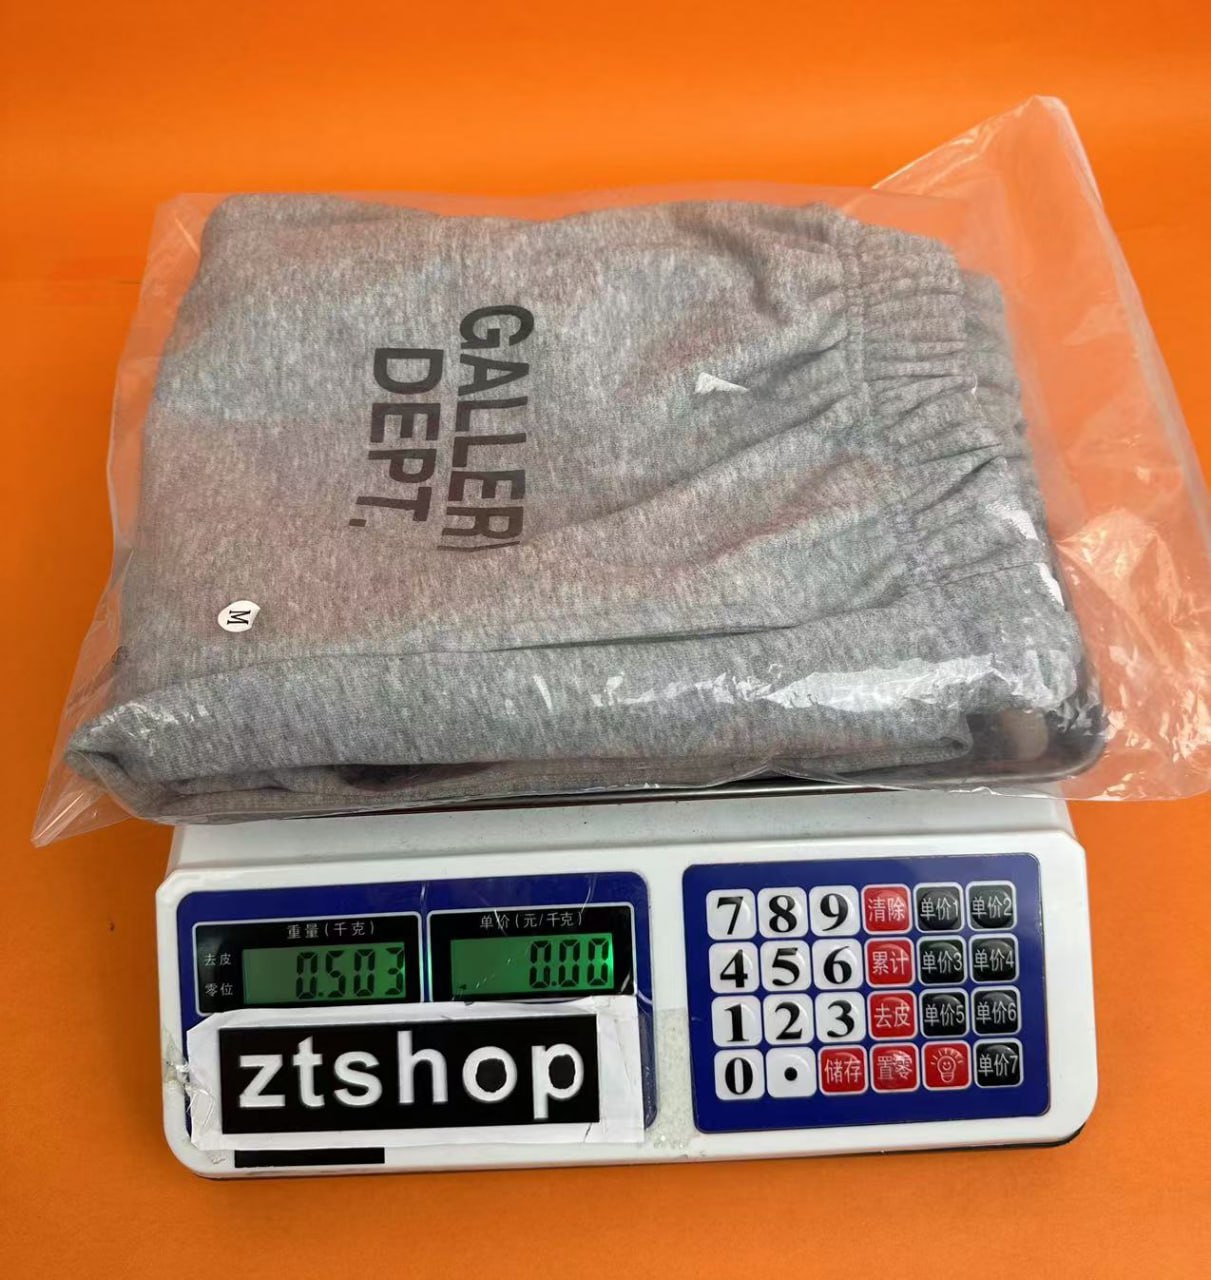 GALLERY
DEPT.
M
重量(千克)
单价(元/千克)
去皮
零位
0.503
0.00
ztshop
7 8 9 清除 单价1 单价2
4 5 6 累计 单价3 单价4
1 2 3 去皮 单价5 单价6
0 . 储存 置零 单价7